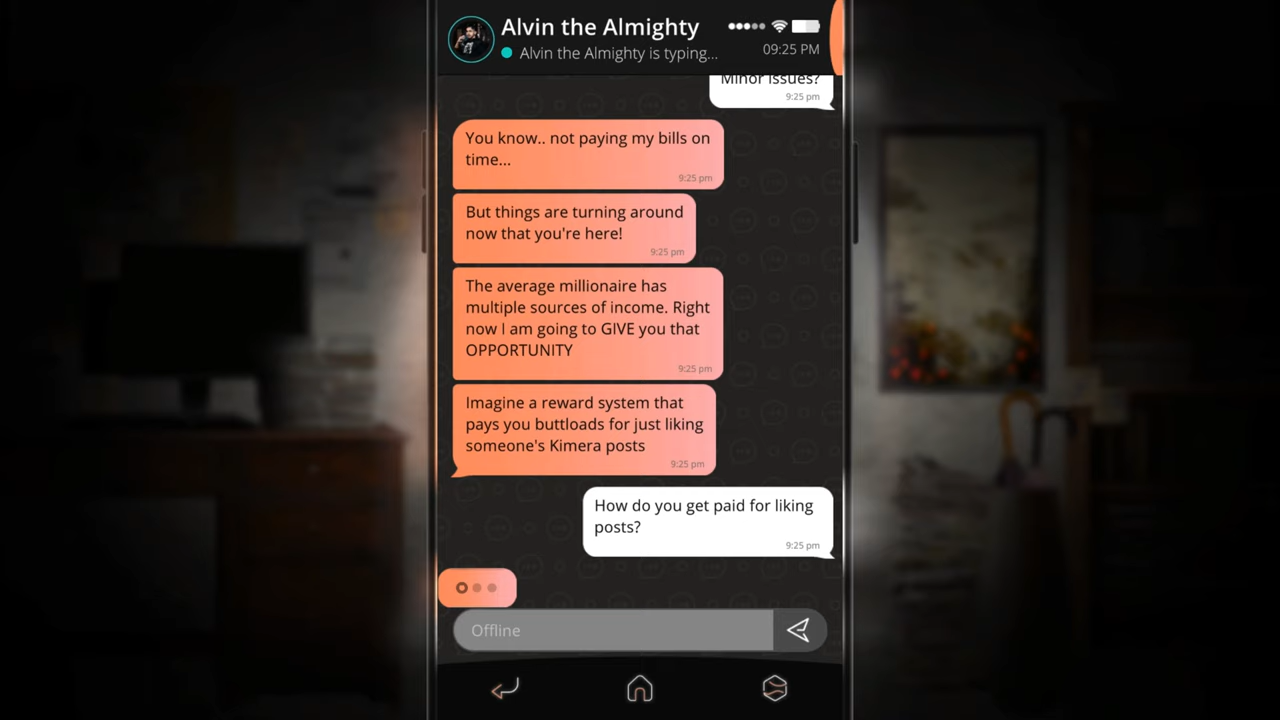 Alvin the Almighty
Alvin the Almighty is typing...
09:25 PM
Minor issues?
9:25 pm
You know.. not paying my bills on
time...
9:25 pm
But things are turning around
now that you're here!
9:25 pm
The average millionaire has
multiple sources of income. Right
now I am going to GIVE you that
OPPORTUNITY
9:25 pm
Imagine a reward system that
pays you buttloads for just liking
someone's Kimera posts
9:25 pm
How do you get paid for liking
posts?
9:25 pm
Offline